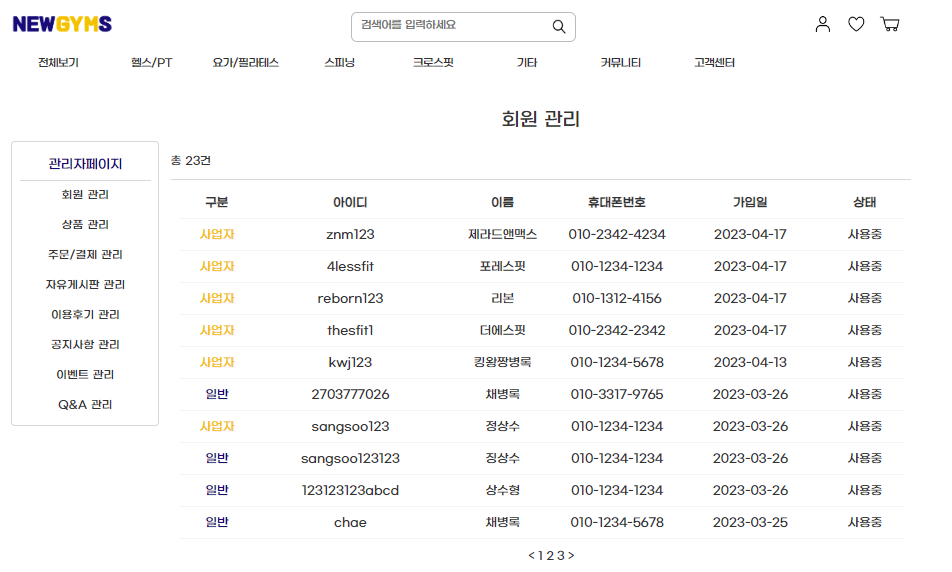 NEWGYMS
검색어를 입력하세요
전체보기 헬스/PT 요가/필라테스 스피닝 크로스핏 기타 커뮤니티 고객센터
회원 관리
관리자페이지
회원 관리
상품 관리
주문/결제 관리
자유게시판 관리
이용후기 관리
공지사항 관리
이벤트 관리
Q&A 관리
총 23건
구분 아이디 이름 휴대폰번호 가입일 상태
사업자 znm123 제라드앤맥스 010-2342-4234 2023-04-17 사용중
사업자 4lessfit 포레스핏 010-1234-1234 2023-04-17 사용중
사업자 reborn123 리본 010-1312-4156 2023-04-17 사용중
사업자 thesfit1 더에스핏 010-2342-2342 2023-04-17 사용중
사업자 kwj123 킹왕짱병록 010-1234-5678 2023-04-13 사용중
일반 2703777026 채병록 010-3317-9765 2023-03-26 사용중
사업자 sangsoo123 정상수 010-1234-1234 2023-03-26 사용중
일반 sangsoo123123 징상수 010-1234-1234 2023-03-26 사용중
일반 123123123abcd 상수형 010-1234-1234 2023-03-26 사용중
일반 chae 채병록 010-1234-5678 2023-03-25 사용중
< 1 2 3 >